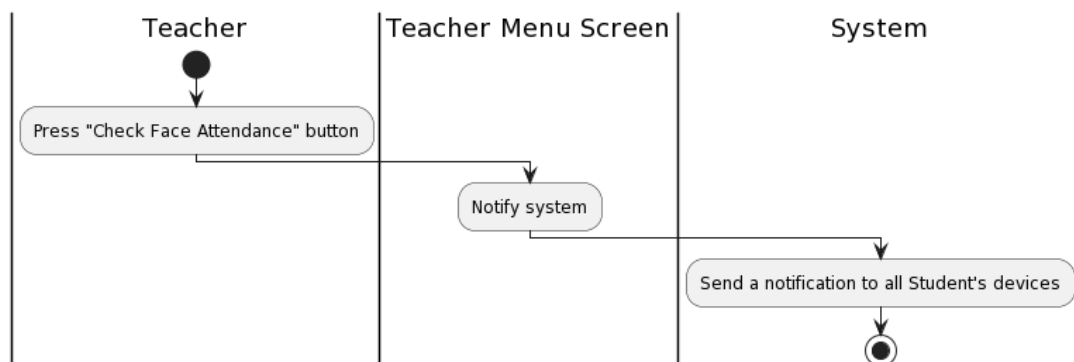 Teacher
Teacher Menu Screen
System
Press "Check Face Attendance" button
Notify system
Send a notification to all Student's devices